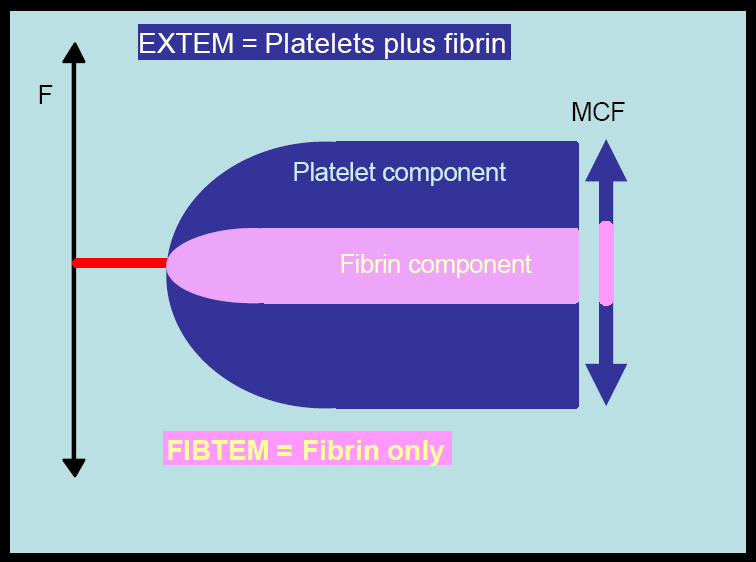 EXTEM = Platelets plus fibrin
F
MCF
Platelet component
Fibrin component
FIBTEM = Fibrin only